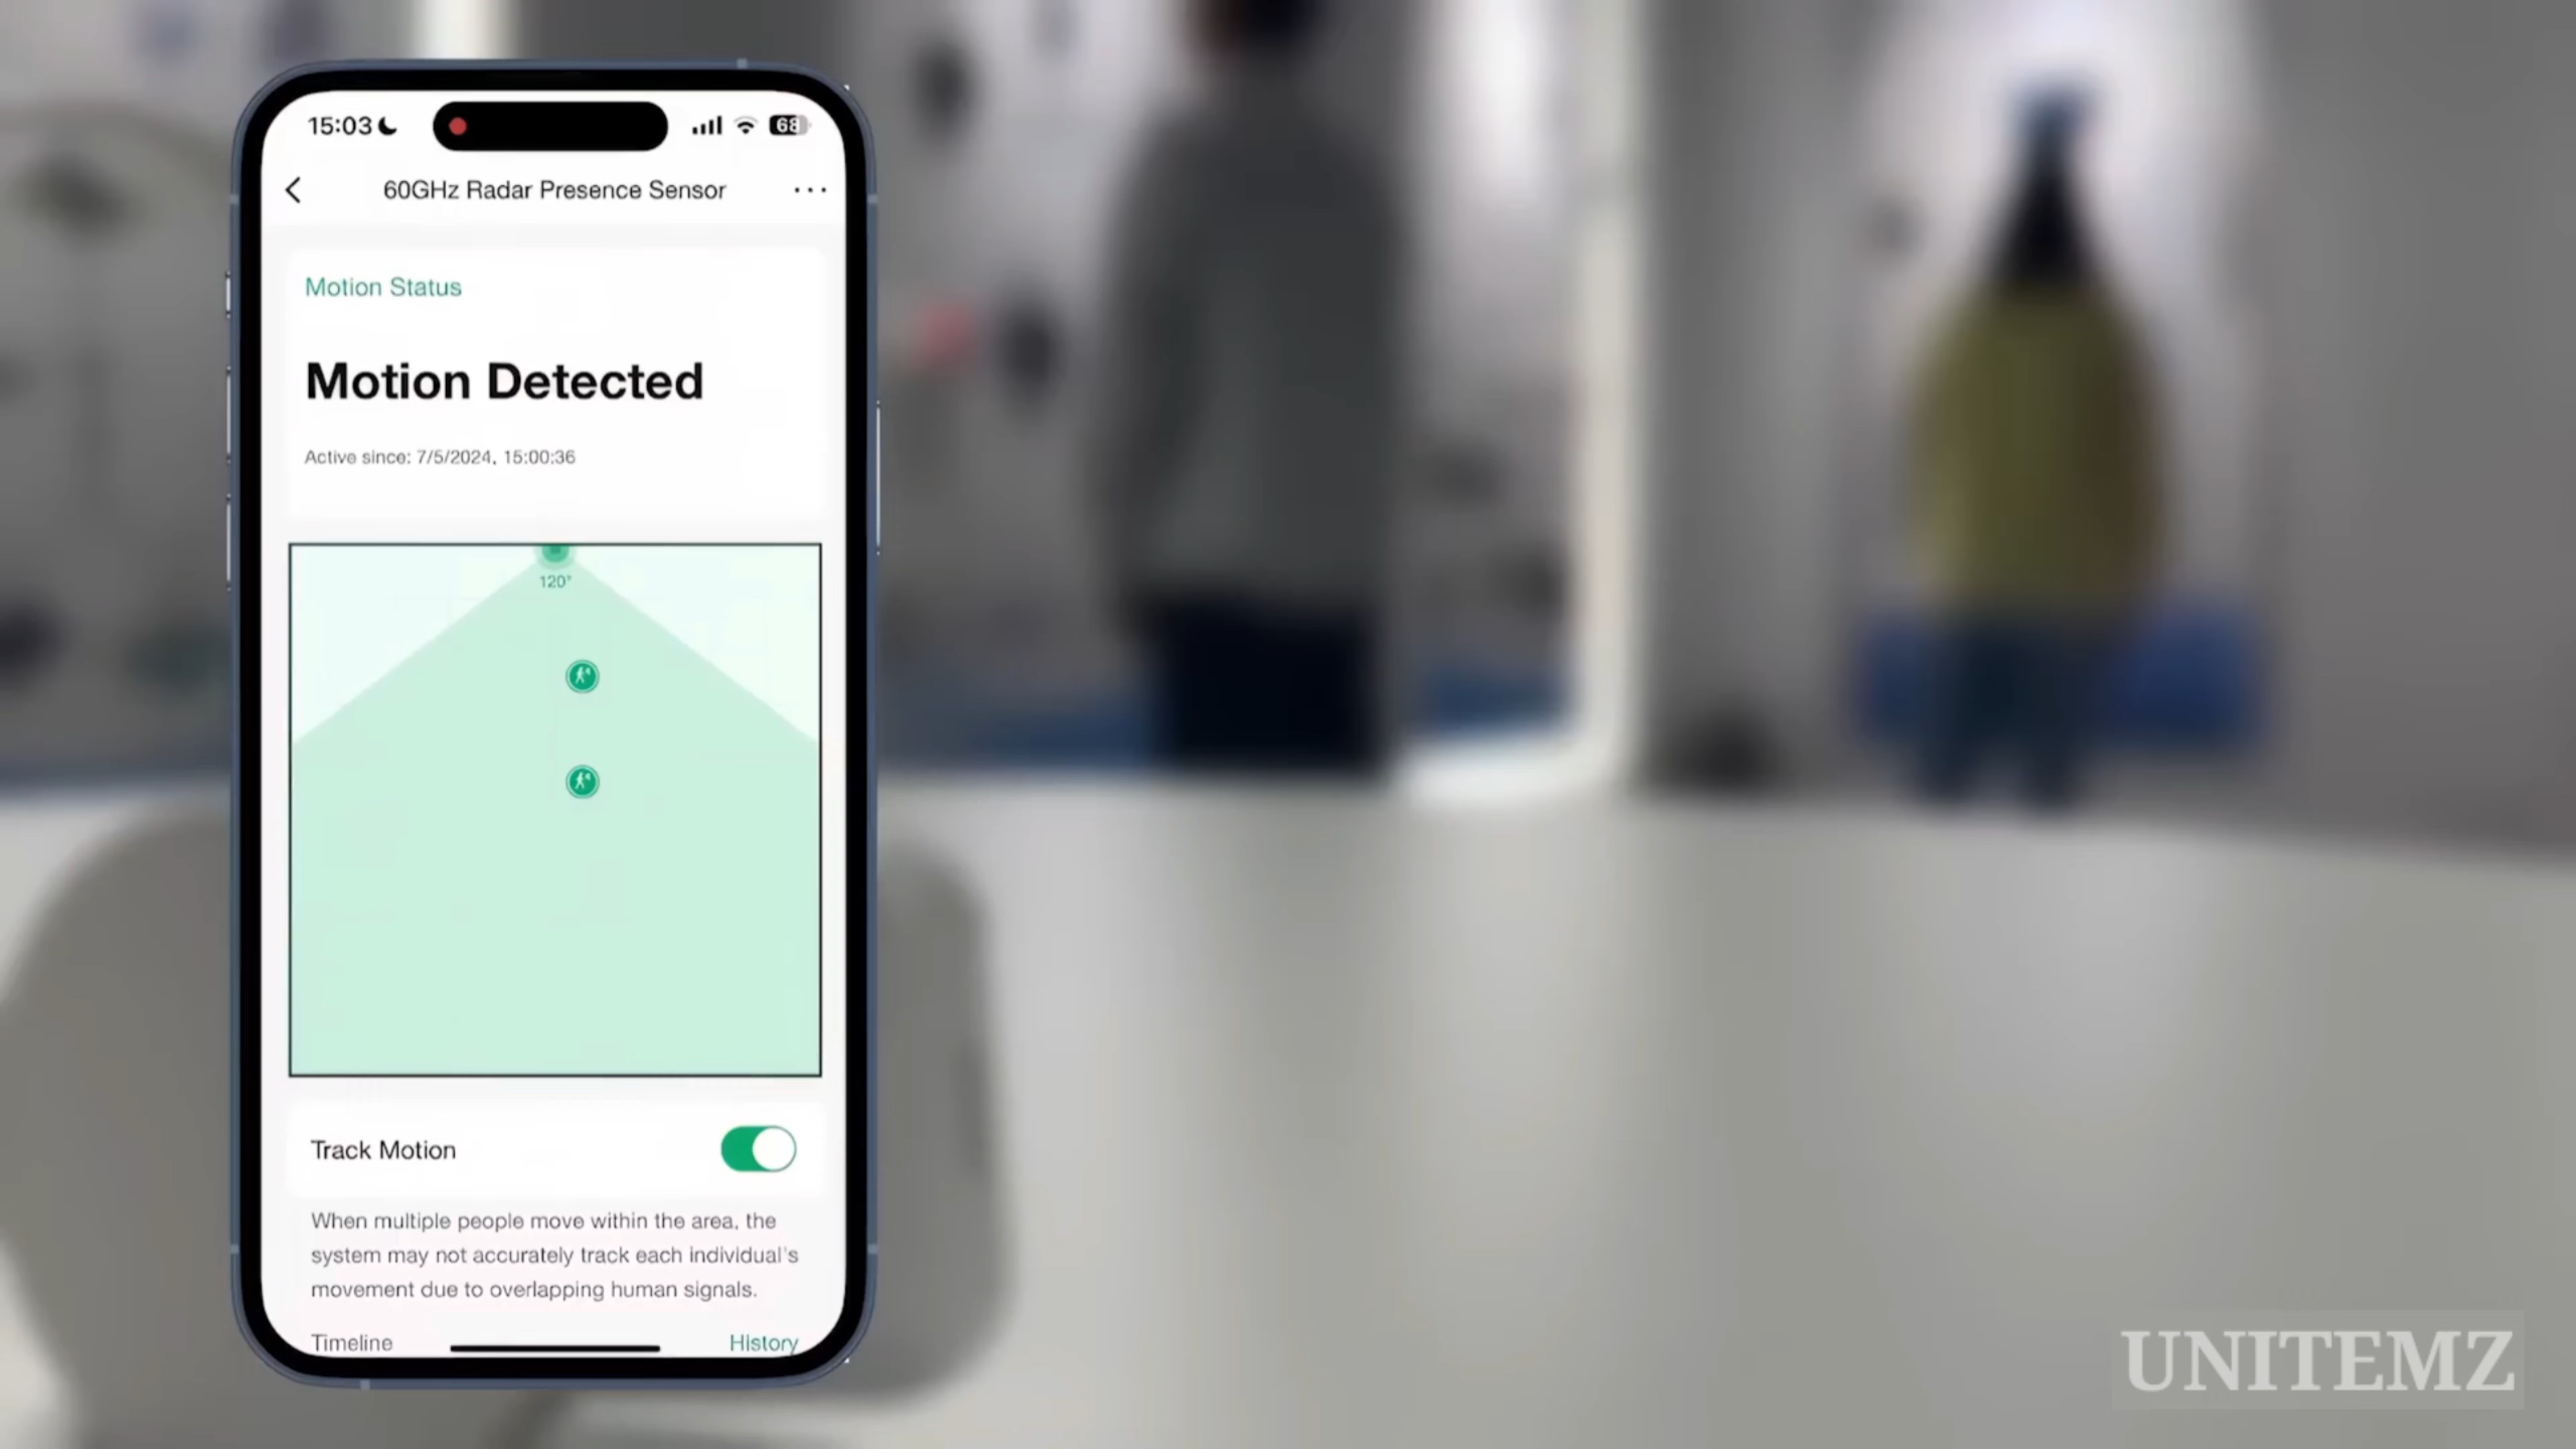 15:03
68
60GHz Radar Presence Sensor
Motion Status
Motion Detected
Active since: 7/5/2024, 15:00:36
120°
Track Motion
When multiple people move within the area, the
system may not accurately track each individual's
movement due to overlapping human signals.
Timeline
History
UNITEMZ